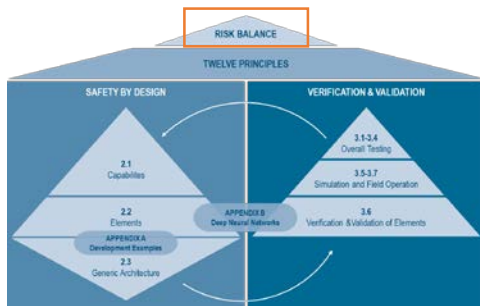 RISK BALANCE
TWELVE PRINCIPLES
SAFETY BY DESIGN
2.1
Capabilites
2.2
Elements
APPENDIX A
Development Examples
2.3
Generic Architecture
APPENDIX B
Deep Neural Networks
VERIFICATION & VALIDATION
3.1-3.4
Overall Testing
3.5-3.7
Simulation and Field Operation
3.6
Verification &Validation of Elements